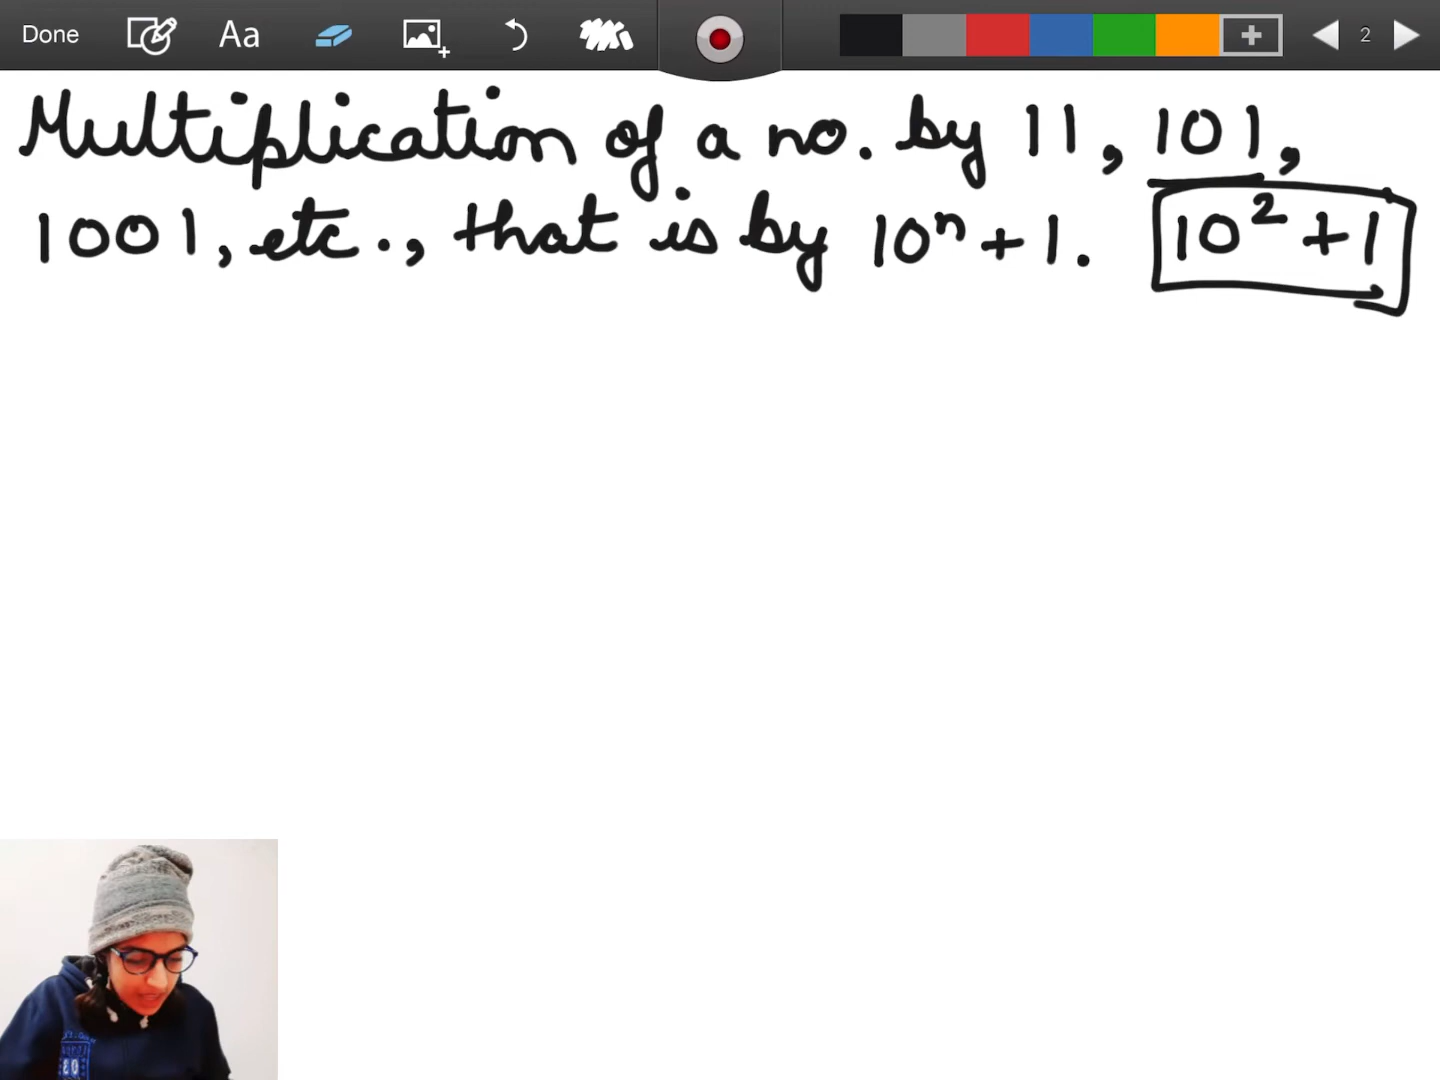 Done Aa 2
Multiplication of a no. by 11, 101,
1001, etc., that is by 10ⁿ + 1. 10² + 1